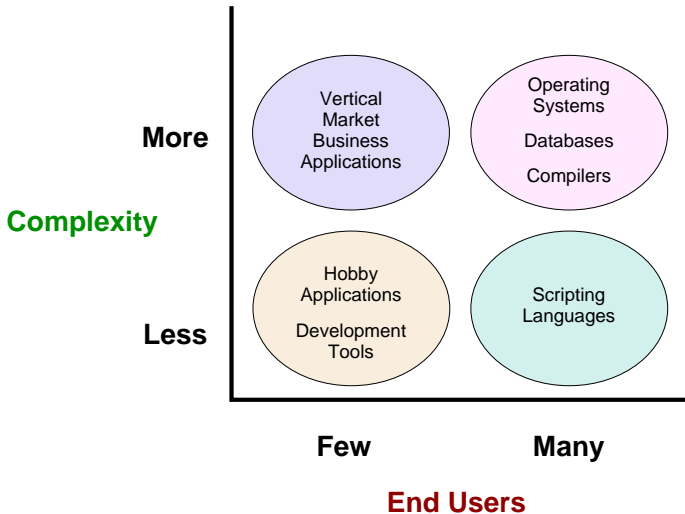 Vertical
Market
Business
Applications
Operating
Systems
Databases
Compilers
More
Complexity
Hobby
Applications
Development
Tools
Scripting
Languages
Less
Few
Many
End Users